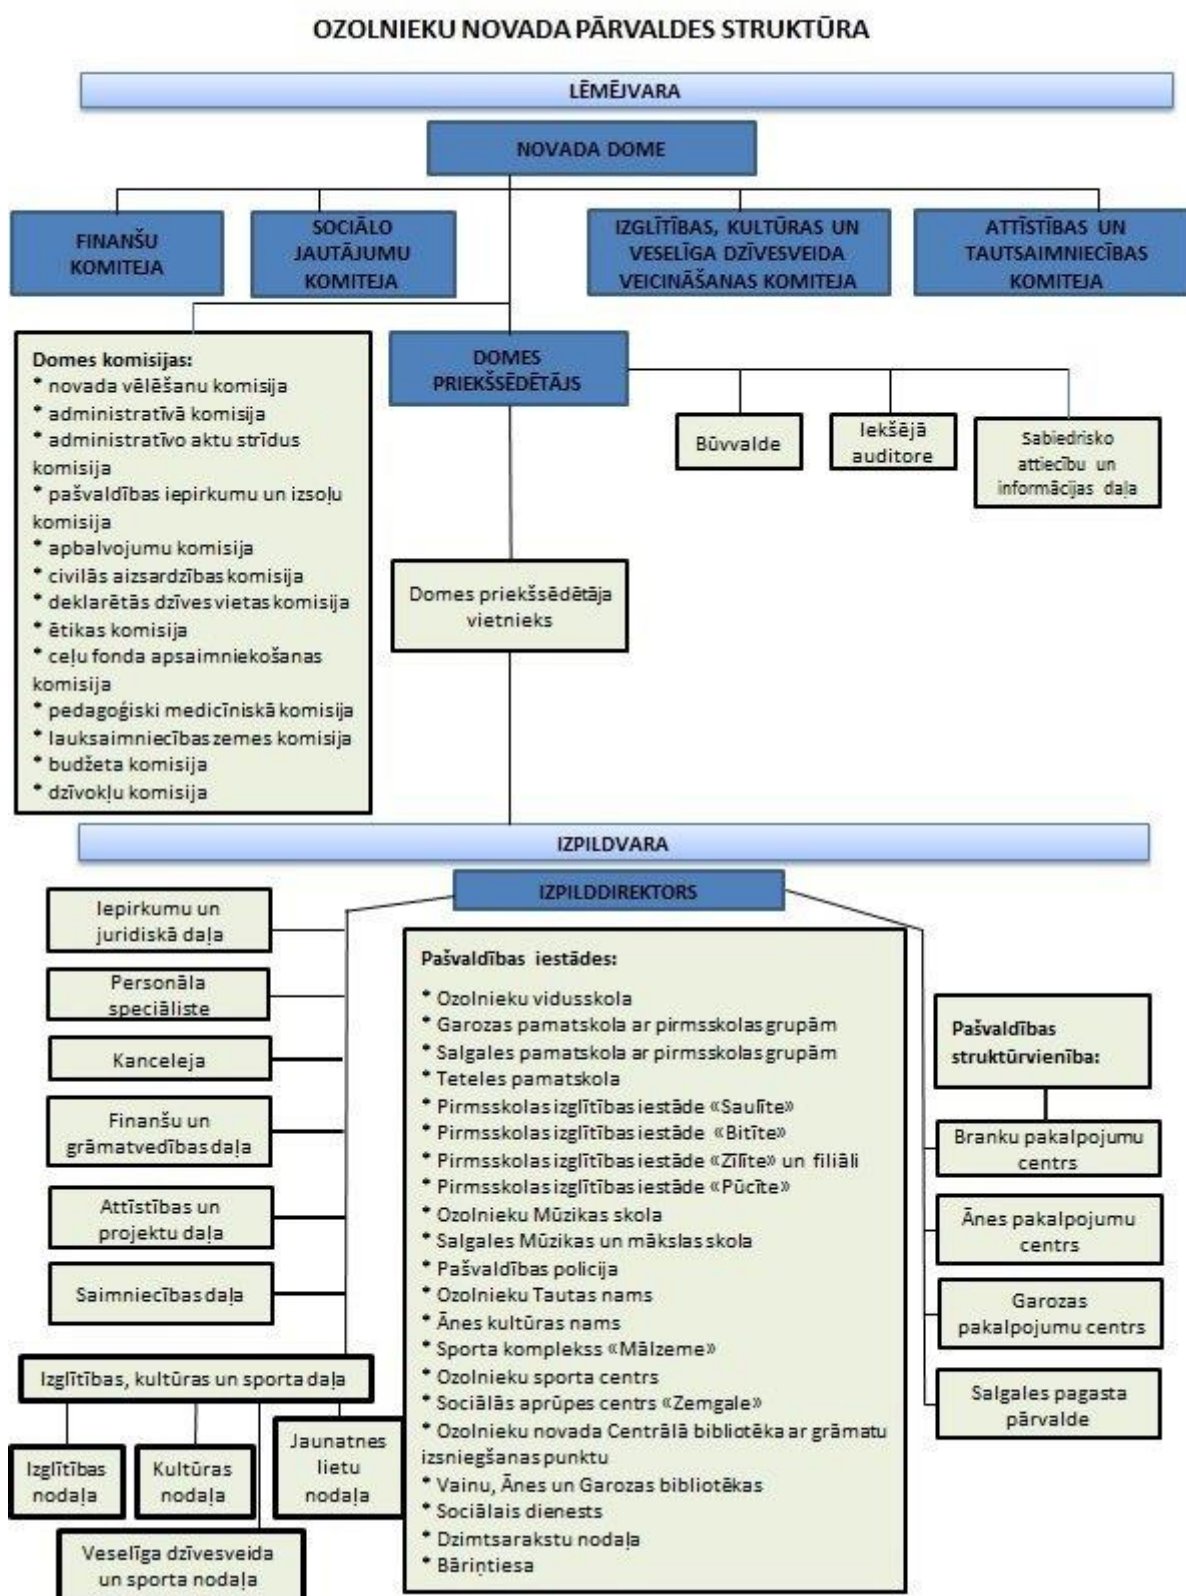 OZOLNIEKU NOVADA PĀRVALDES STRUKTŪRA
LĒMĒJVARA
NOVADA DOME
FINANŠU
KOMITEJA
SOCIĀLO
JAUTĀJUMU
KOMITEJA
IZGLĪTĪBAS, KULTŪRAS UN
VESELĪGA DZĪVESVEIDA
VEICINĀŠANAS KOMITEJA
ATTĪSTĪBAS UN
TAUTSAIMNIECĪBAS
KOMITEJA
Domes komisijas:
* novada vēlēšanu komisija
* administratīvā komisija
* administratīvo aktu strīdus
komisija
* pašvaldības iepirkumu un izsoļu
komisija
* apbalvojumu komisija
* civilās aizsardzības komisija
* deklarētās dzīves vietas komisija
* ētikas komisija
* ceļu fonda apsaimniekošanas
komisija
* pedagoģiski medicīniskā komisija
* lauksaimniecības zemes komisija
* budžeta komisija
* dzīvokļu komisija
DOMES
PRIEKŠSĒDĒTĀJS
Būvvalde
Iekšējā
auditore
Sabiedrisko
attiecību un
informācijas daļa
Domes priekšsēdētāja
vietnieks
IZPILDVARA
IZPILDDIREKTORS
Iepirkumu un
juridiskā daļa
Personāla
speciāliste
Kanceleja
Finanšu un
grāmatvedības daļa
Attīstības un
projektu daļa
Saimniecības daļa
Izglītības, kultūras un sporta daļa
Izglītības
nodaļa
Kultūras
nodaļa
Jaunatnes
lietu
nodaļa
Veselīga dzīvesveida
un sporta nodaļa
Pašvaldības iestādes:
* Ozolnieku vidusskola
* Garozas pamatskola ar pirmsskolas grupām
* Salgales pamatskola ar pirmsskolas grupām
* Teteles pamatskola
* Pirmsskolas izglītības iestāde «Saulīte»
* Pirmsskolas izglītības iestāde «Bitīte»
* Pirmsskolas izglītības iestāde «Zīlīte» un filiāli
* Pirmsskolas izglītības iestāde «Pūcīte»
* Ozolnieku Mūzikas skola
* Salgales Mūzikas un mākslas skola
* Pašvaldības policija
* Ozolnieku Tautas nams
* Ānes kultūras nams
* Sporta komplekss «Mālzeme»
* Ozolnieku sporta centrs
* Sociālās aprūpes centrs «Zemgale»
* Ozolnieku novada Centrālā bibliotēka ar grāmatu
izsniegšanas punktu
* Vainu, Ānes un Garozas bibliotēkas
* Sociālais dienests
* Dzimtsarakstu nodaļa
* Bāriņtiesa
Pašvaldības
struktūrvienība:
Branku pakalpojumu
centrs
Ānes pakalpojumu
centrs
Garozas
pakalpojumu centrs
Salgales pagasta
pārvalde